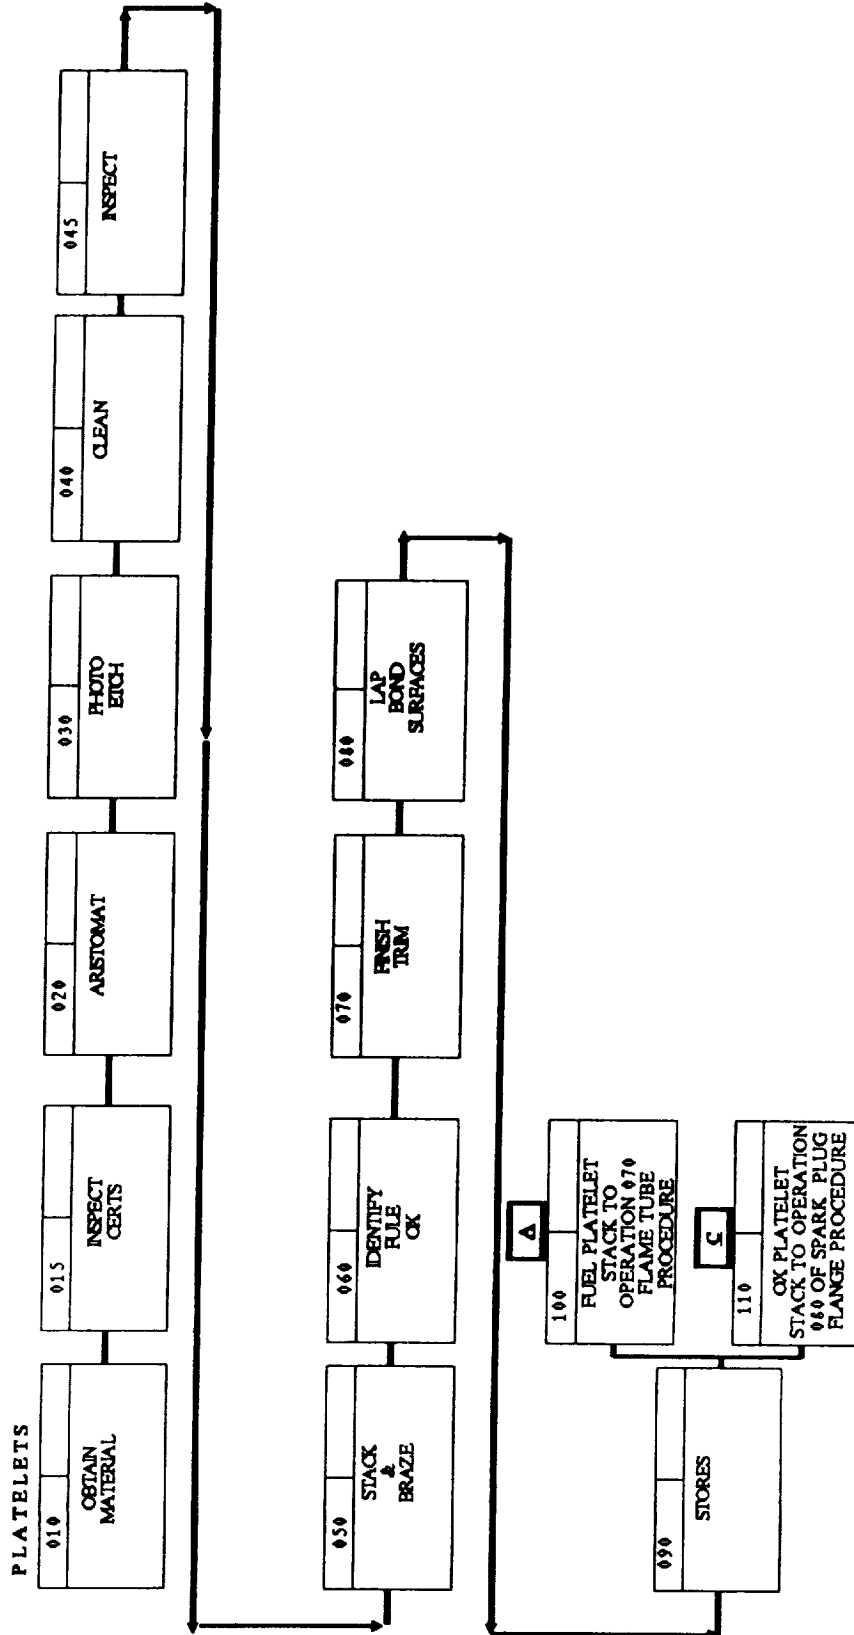 PLATELETS
010
OBTAIN
MATERIAL
015
INSPECT
CERTS
020
ARISTOMAT
030
PHOTO
ETCH
040
CLEAN
045
INSPECT
050
STACK
&
BRAZE
060
IDENTIFY
FULE
OK
070
FINISH
TRIM
080
LAP
BOND
SURFACES
090
STORES
A
100
FUEL PLATELET
STACK TO
OPERATION 070
FLAME TUBE
PROCEDURE
C
110
OX PLATELET
STACK TO OPERATION
080 OF SPARK PLUG
FLANGE PROCEDURE